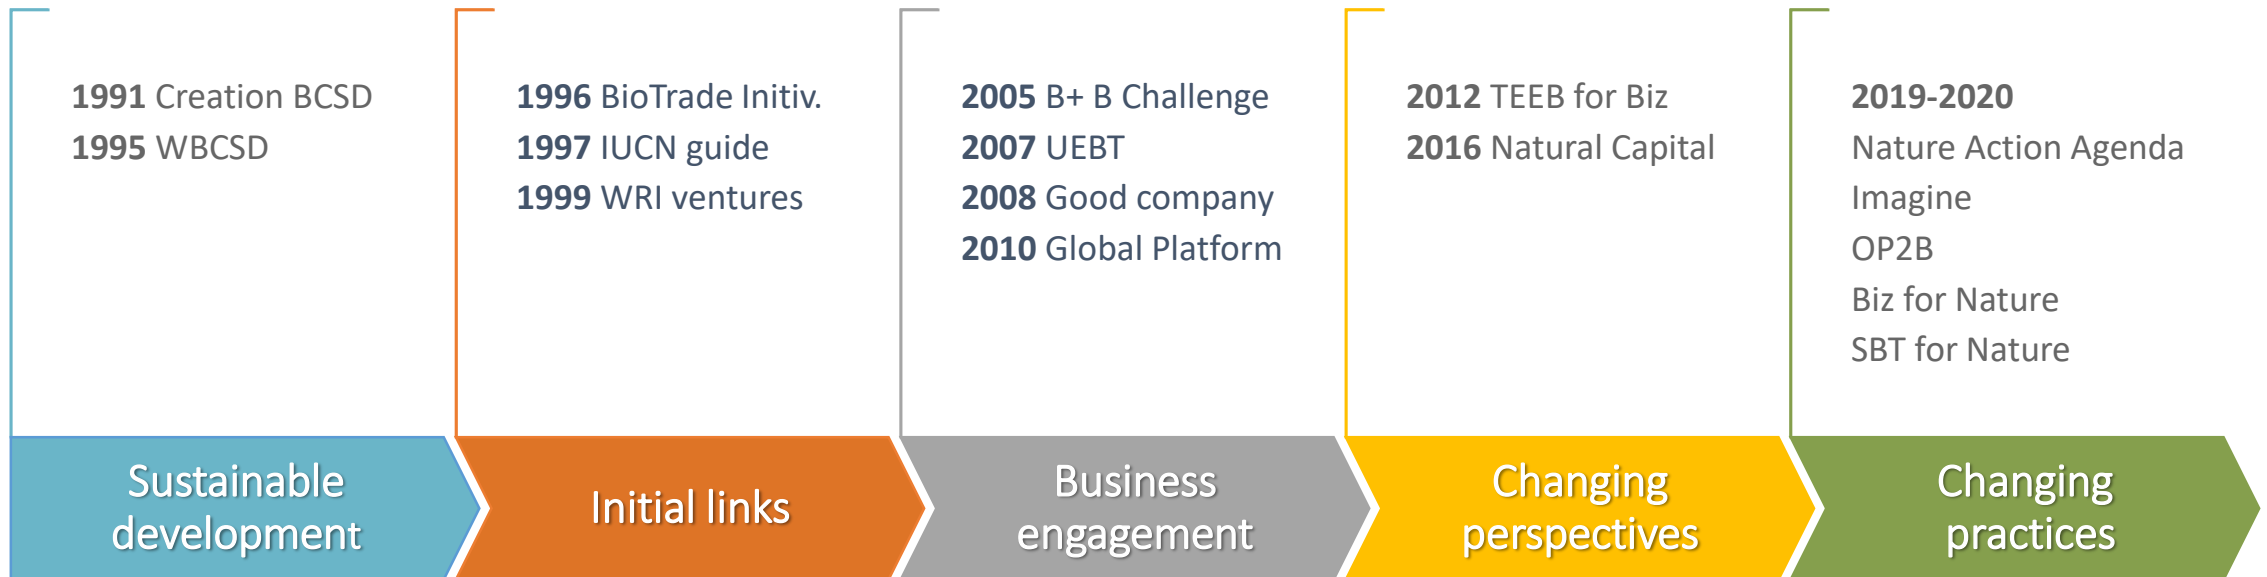 1991 Creation BCSD
1995 WBCSD
1996 BioTrade Initiv.
1997 IUCN guide
1999 WRI ventures
2005 B+ B Challenge
2007 UEBT
2008 Good company
2010 Global Platform
2012 TEEB for Biz
2016 Natural Capital
2019-2020
Nature Action Agenda
Imagine
OP2B
Biz for Nature
SBT for Nature
Sustainable
development
Initial links
Business
engagement
Changing
perspectives
Changing
practices